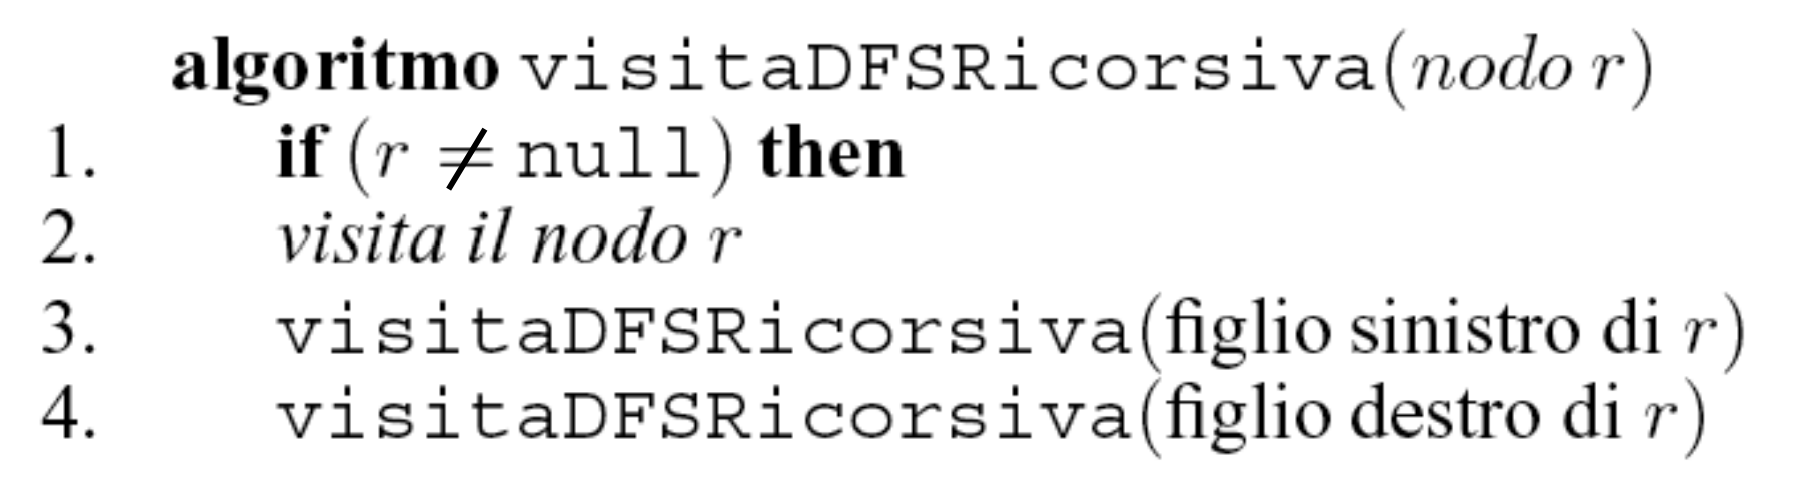 algoritmo visitaDFSRicorsiva(nodo r)
1. if (r ≠ null) then
2. visita il nodo r
3. visitaDFSRicorsiva(figlio sinistro di r)
4. visitaDFSRicorsiva(figlio destro di r)